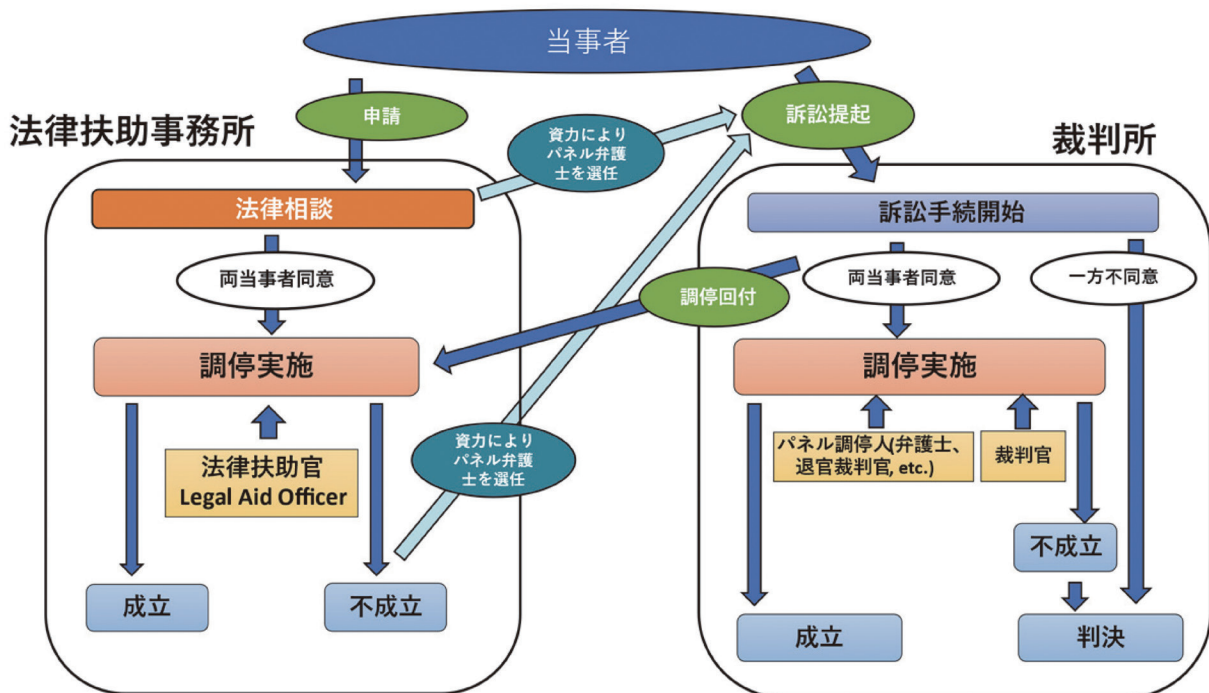 当事者
申請
訴訟提起
法律扶助事務所
資力により
パネル弁護
士を選任
裁判所
法律相談
訴訟手続開始
両当事者同意
調停回付
両当事者同意
一方不同意
調停実施
調停実施
法律扶助官
Legal Aid Officer
資力により
パネル弁護
士を選任
パネル調停人(弁護士、
退官裁判官, etc.)
裁判官
不成立
成立
不成立
成立
判決